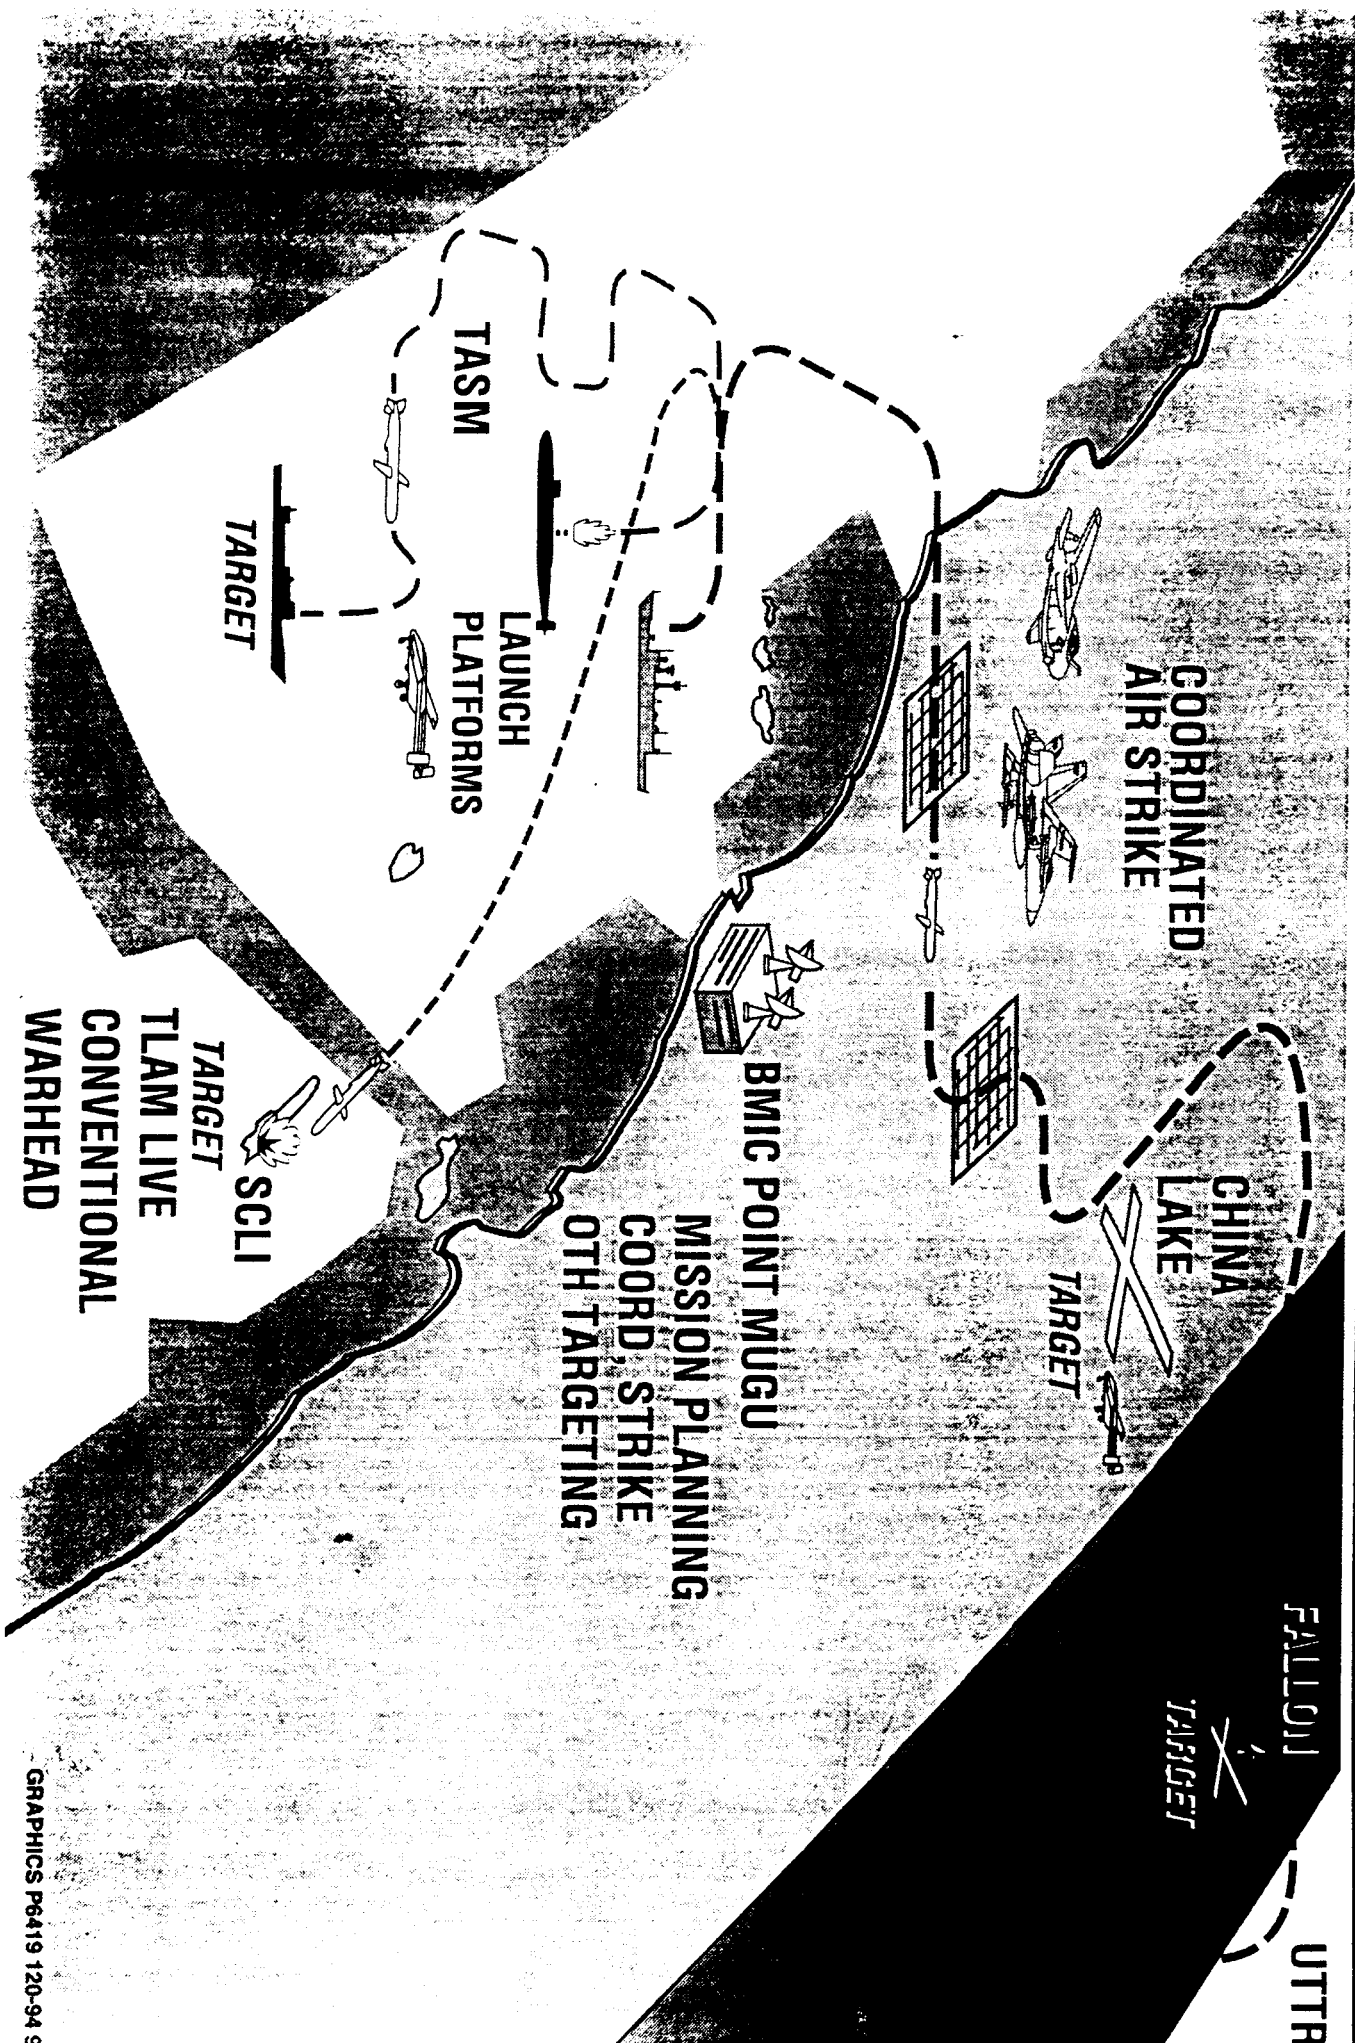 UTTR
FALLON
TARGET
CHINA
LAKE
TARGET
COORDINATED
AIR STRIKE
BMIC POINT MUGU
MISSION PLANNING
COORD, STRIKE
OTH TARGETING
LAUNCH
PLATFORMS
TASM
TARGET
SCLI
TARGET
TLAM LIVE
CONVENTIONAL
WARHEAD
GRAPHICS P6419 120-94 9